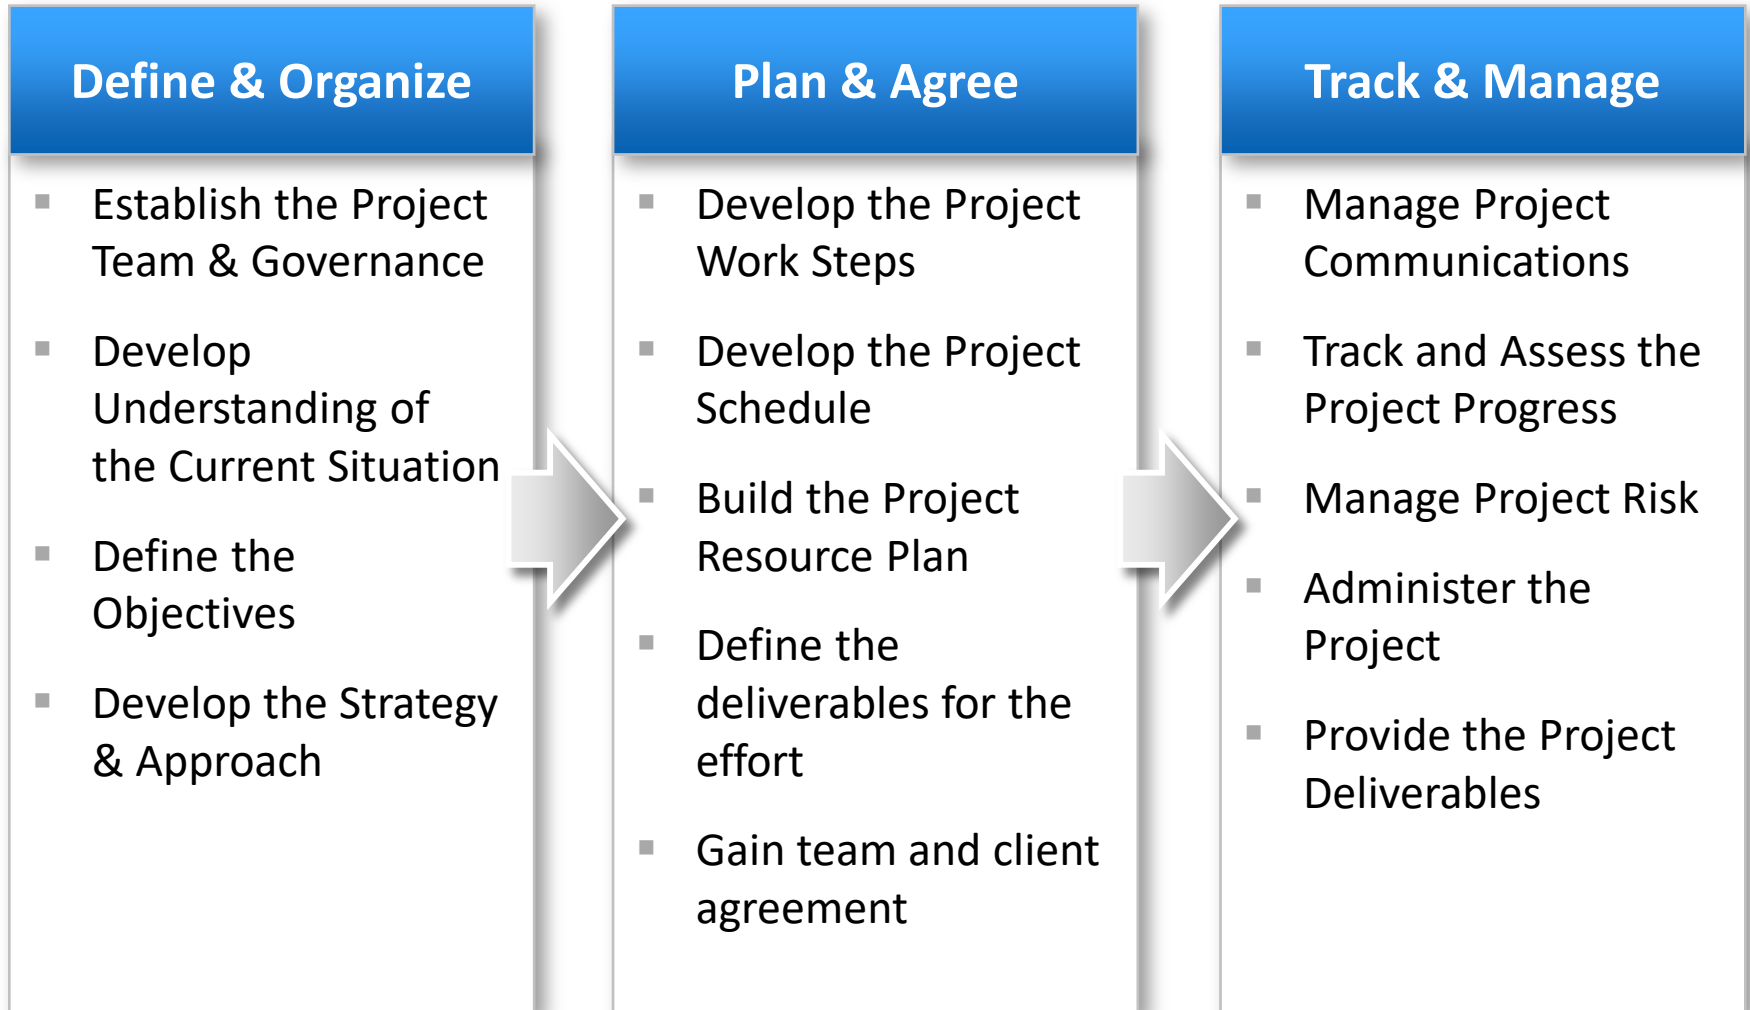 Define & Organize
Establish the Project
Team & Governance
Develop
Understanding of
the Current Situation
Define the
Objectives
Develop the Strategy
& Approach
Plan & Agree
Develop the Project
Work Steps
Develop the Project
Schedule
Build the Project
Resource Plan
Define the
deliverables for the
effort
Gain team and client
agreement
Track & Manage
Manage Project
Communications
Track and Assess the
Project Progress
Manage Project Risk
Administer the
Project
Provide the Project
Deliverables